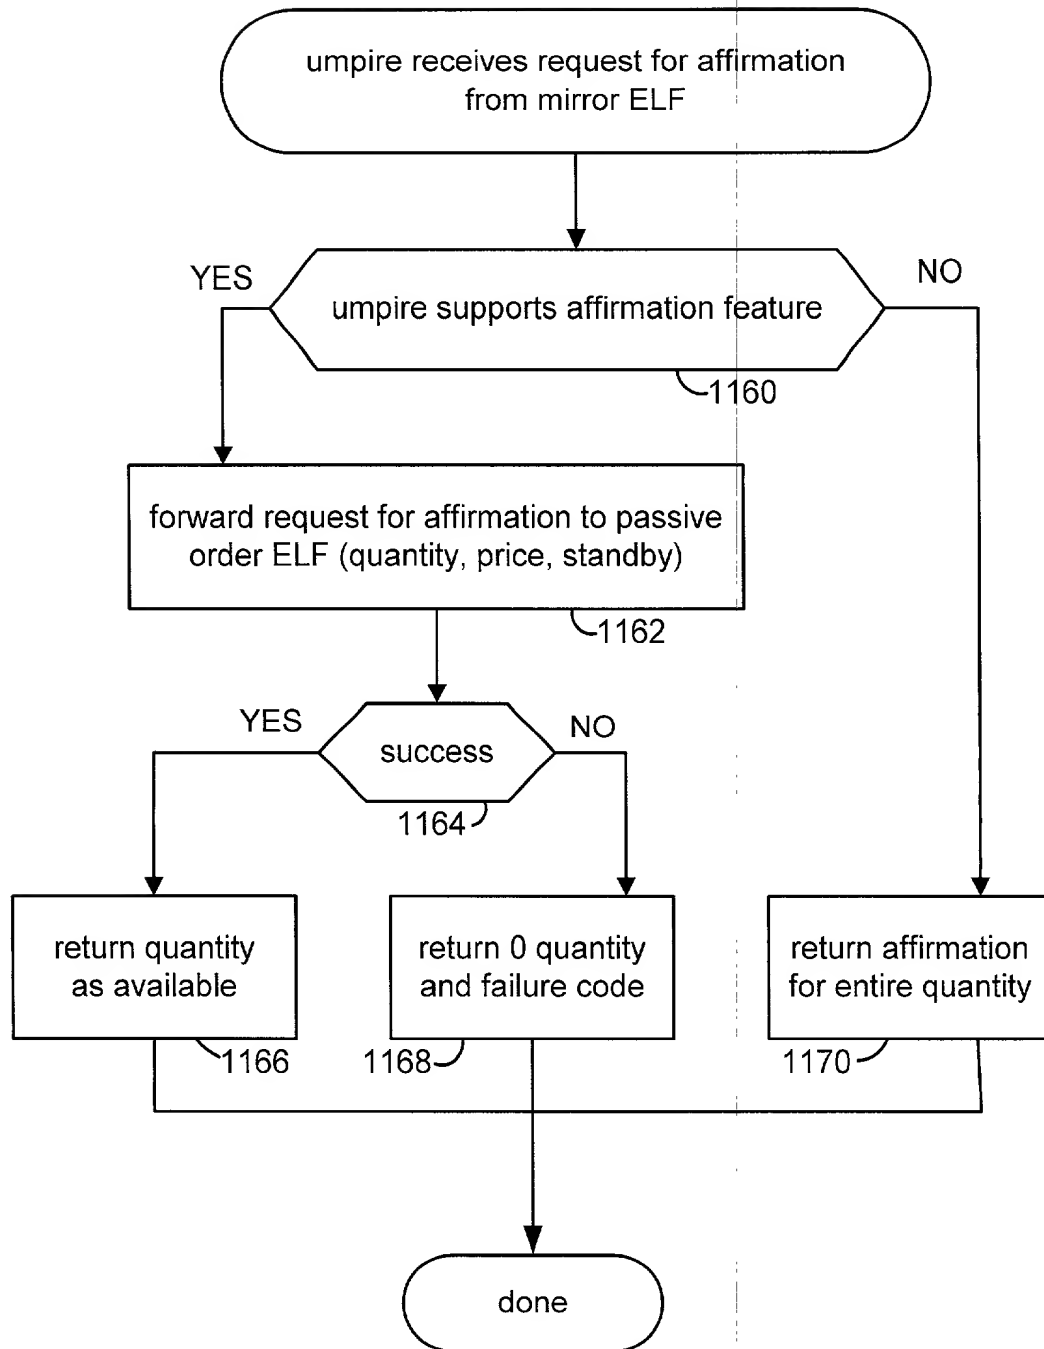 umpire receives request for affirmation
from mirror ELF
YES
NO
umpire supports affirmation feature
1160
forward request for affirmation to passive
order ELF (quantity, price, standby)
1162
YES
NO
success
1164
return quantity
as available
return 0 quantity
and failure code
return affirmation
for entire quantity
1166
1168
1170
done